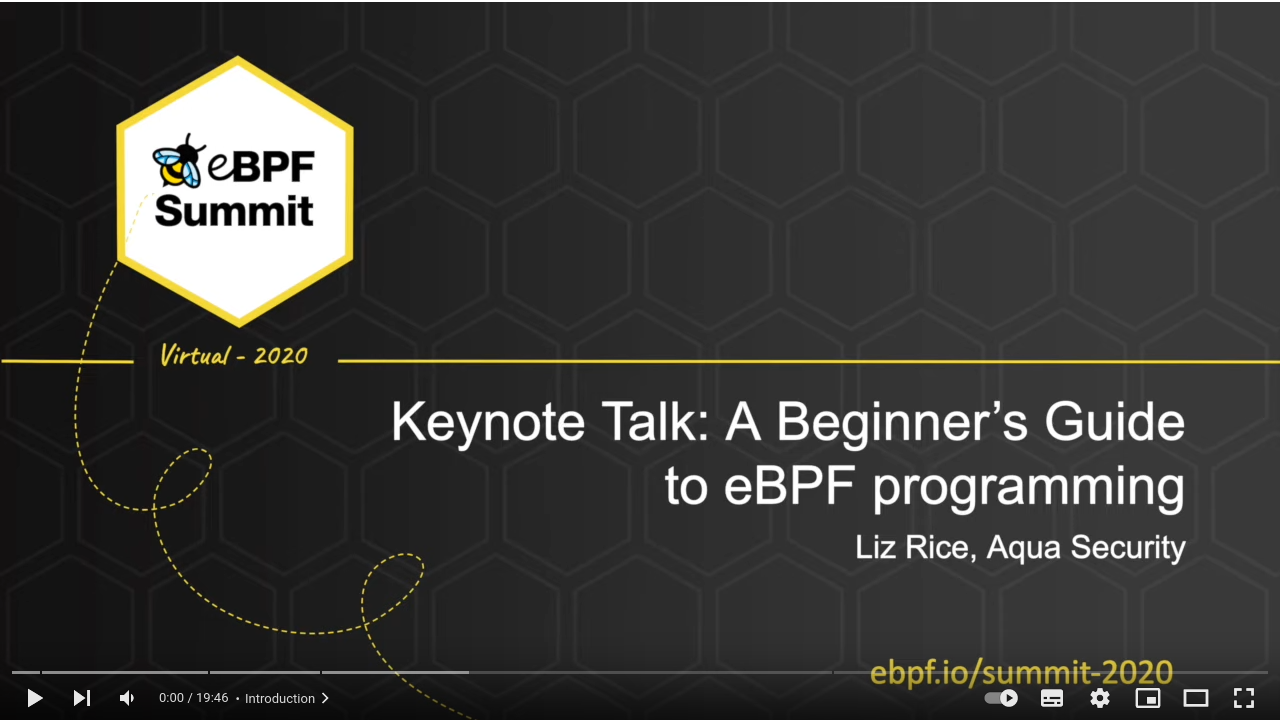 eBPF
Summit
Virtual - 2020
Keynote Talk: A Beginner’s Guide
to eBPF programming
Liz Rice, Aqua Security
ebpf.io/summit-2020
0:00 / 19:46 • Introduction